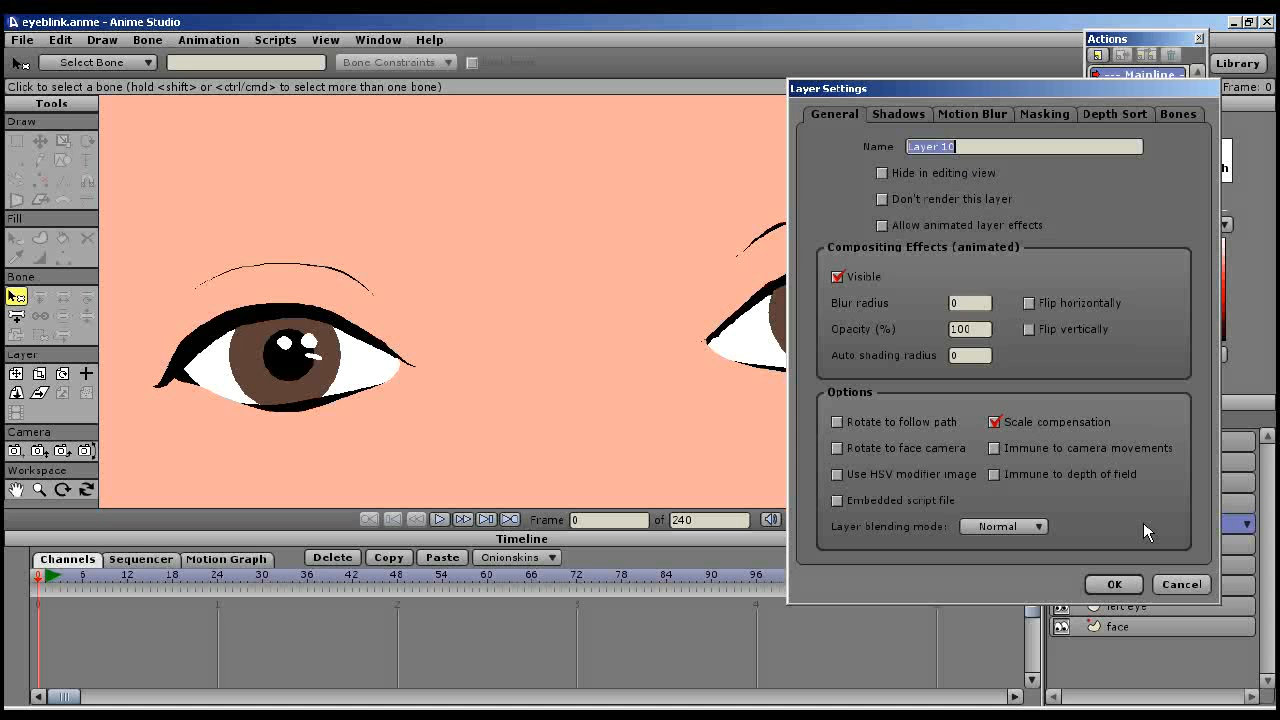 eyeblink.anme - Anime Studio
File Edit Draw Bone Animation Scripts View Window Help
Actions
Select Bone
Bone Constraints
--- Mainline -
Library
Click to select a bone (hold <shift> or <ctrl/cmd> to select more than one bone)
Frame: 0
Tools
Draw
Fill
Bone
Layer
Camera
Workspace
Layer Settings
General Shadows Motion Blur Masking Depth Sort Bones
Name Layer 10
Hide in editing view
Don't render this layer
Allow animated layer effects
Compositing Effects (animated)
Visible
Blur radius 0 Flip horizontally
Opacity (%) 100 Flip vertically
Auto shading radius 0
Options
Rotate to follow path Scale compensation
Rotate to face camera Immune to camera movements
Use HSV modifier image Immune to depth of field
Embedded script file
Layer blending mode: Normal
OK Cancel
left eye
face
Frame 0 of 240
Timeline
Channels Sequencer Motion Graph Delete Copy Paste Onionskins
0 6 12 18 24 30 36 42 48 54 60 66 72 78 84 90 96
0 1 2 3 4